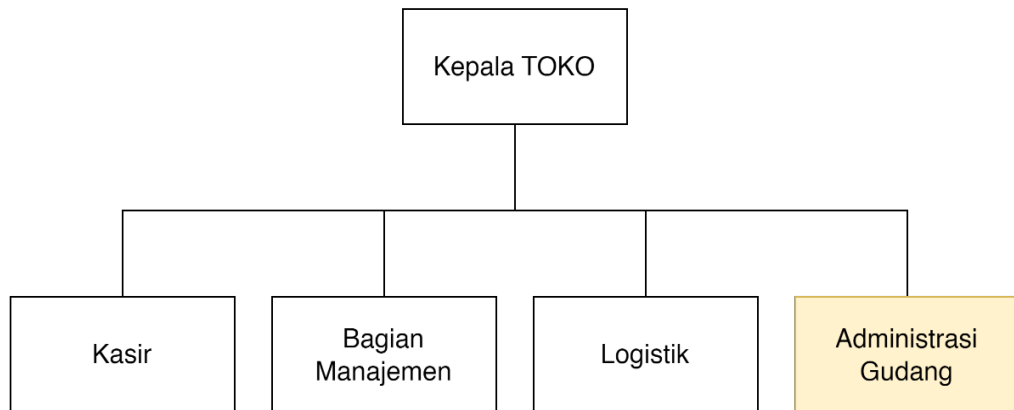 Kepala TOKO
Kasir
Bagian
Manajemen
Logistik
Administrasi
Gudang